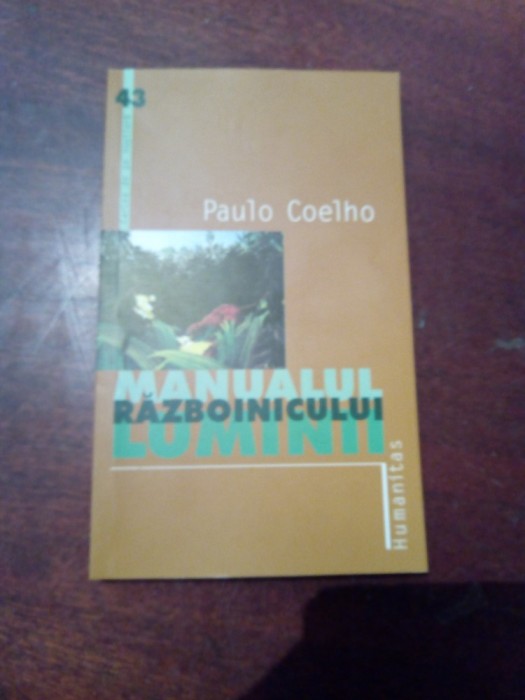 43
Paulo Coelho
MANUALUL
RĂZBOINICULUI
LUMINII
Humanitas